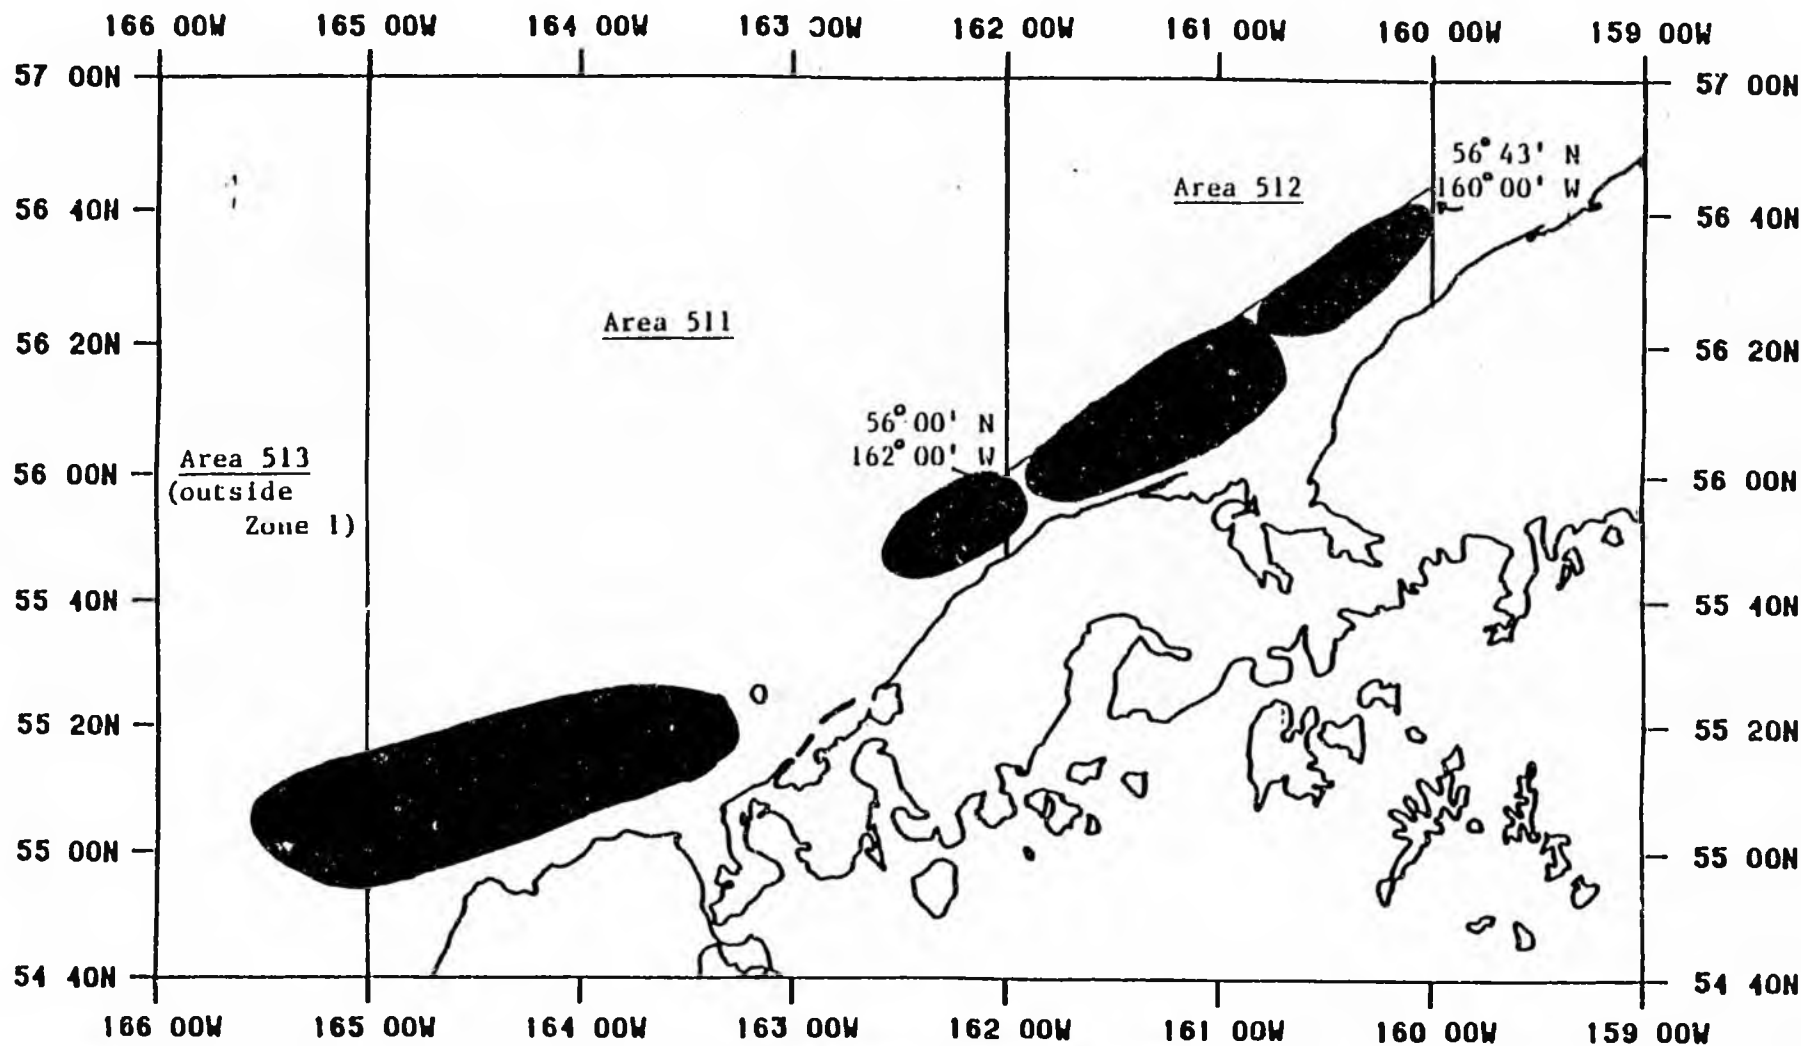 166 00W 165 00W 164 00W 163 00W 162 00W 161 00W 160 00W 159 00W
57 00N 57 00N
56° 43' N
160° 00' W
Area 512
56 40N 56 40N
Area 511
56 20N 56 20N
56° 00' N
162° 00' W
Area 513
(outside
Zone 1)
56 00N 56 00N
55 40N 55 40N
55 20N 55 20N
55 00N 55 00N
54 40N 54 40N
166 00W 165 00W 164 00W 163 00W 162 00W 161 00W 160 00W 159 00W